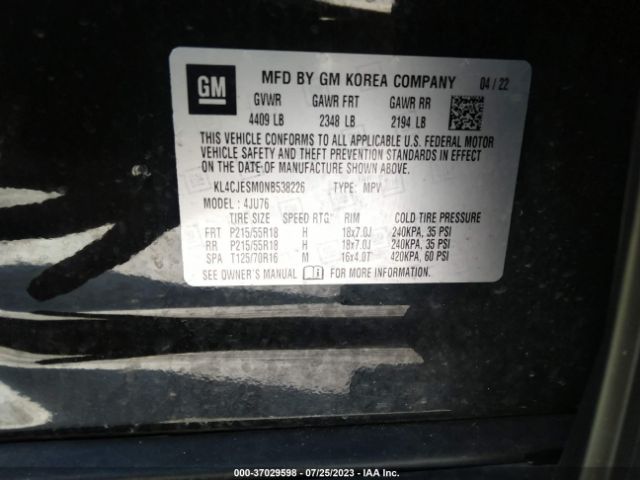 GM MFD BY GM KOREA COMPANY 04 / 22
GVWR GAWR FRT GAWR RR
4409 LB 2348 LB 2194 LB
THIS VEHICLE CONFORMS TO ALL APPLICABLE U.S. FEDERAL MOTOR
VEHICLE SAFETY AND THEFT PREVENTION STANDARDS IN EFFECT
ON THE DATE OF MANUFACTURE SHOWN ABOVE.
KL4CJESM0NB538226 TYPE: MPV
MODEL: 4JU76
TIRE SIZE SPEED RTG RIM COLD TIRE PRESSURE
FRT P215/55R18 H 18x7.0J 240KPA, 35 PSI
RR P215/55R18 H 18x7.0J 240KPA, 35 PSI
SPA T125/70R16 M 16x4.0T 420KPA, 60 PSI
SEE OWNER'S MANUAL FOR MORE INFORMATION.
000-37029598 - 07/25/2023 - IAA Inc.